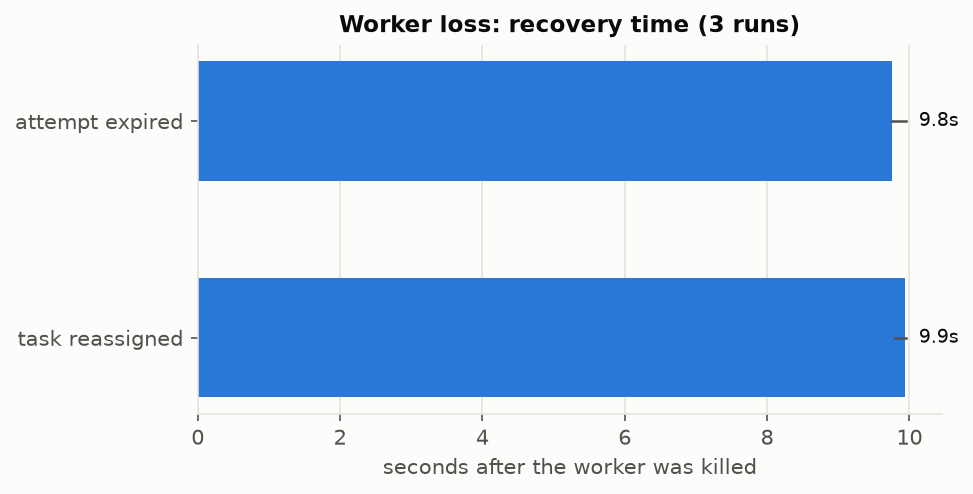 Worker loss: recovery time (3 runs)
attempt expired
9.8s
task reassigned
9.9s
0 2 4 6 8 10
seconds after the worker was killed